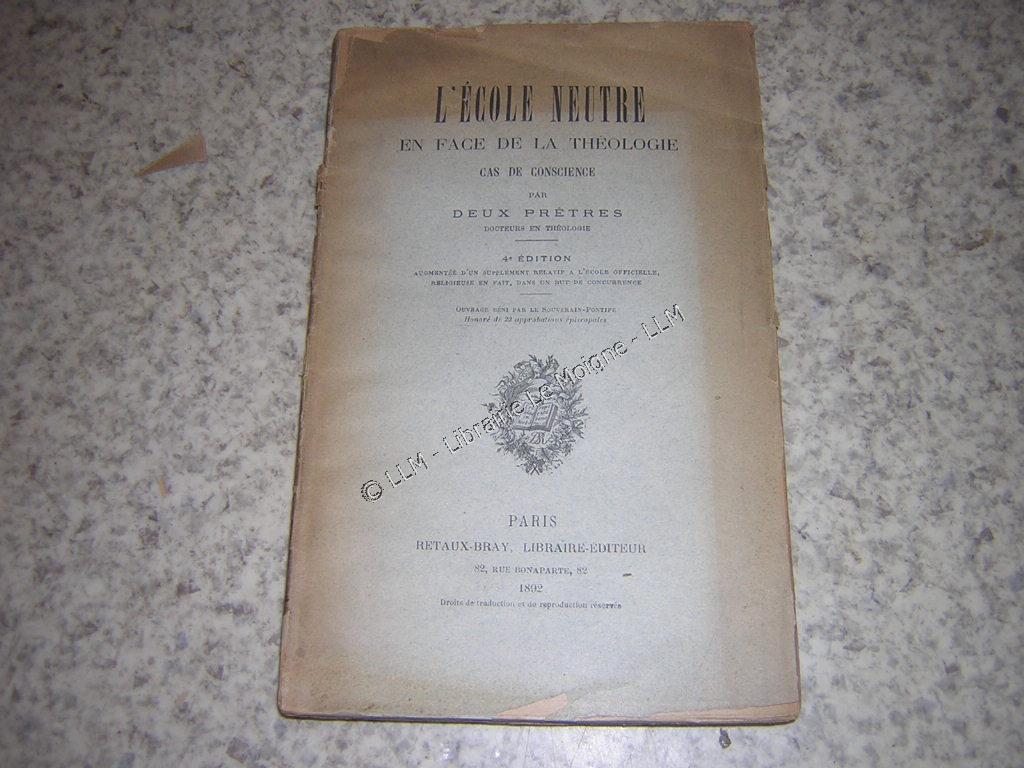 L'ÉCOLE NEUTRE
EN FACE DE LA THÉOLOGIE
CAS DE CONSCIENCE
PAR
DEUX PRÊTRES
DOCTEURS EN THÉOLOGIE
4e ÉDITION
AUGMENTÉE D'UN SUPPLÉMENT RELATIF A L'ÉCOLE OFFICIELLE,
RELIGIEUSE EN FAIT, DANS UN BUT DE CONCURRENCE
OUVRAGE BÉNI PAR LE SOUVERAIN-PONTIFE
Honoré de 22 approbations épiscopales
© LLM - Librairie Le Moigne - LLM
PARIS
RETAUX-BRAY, LIBRAIRE-ÉDITEUR
82, RUE BONAPARTE, 82
1892
Droits de traduction et de reproduction réservés